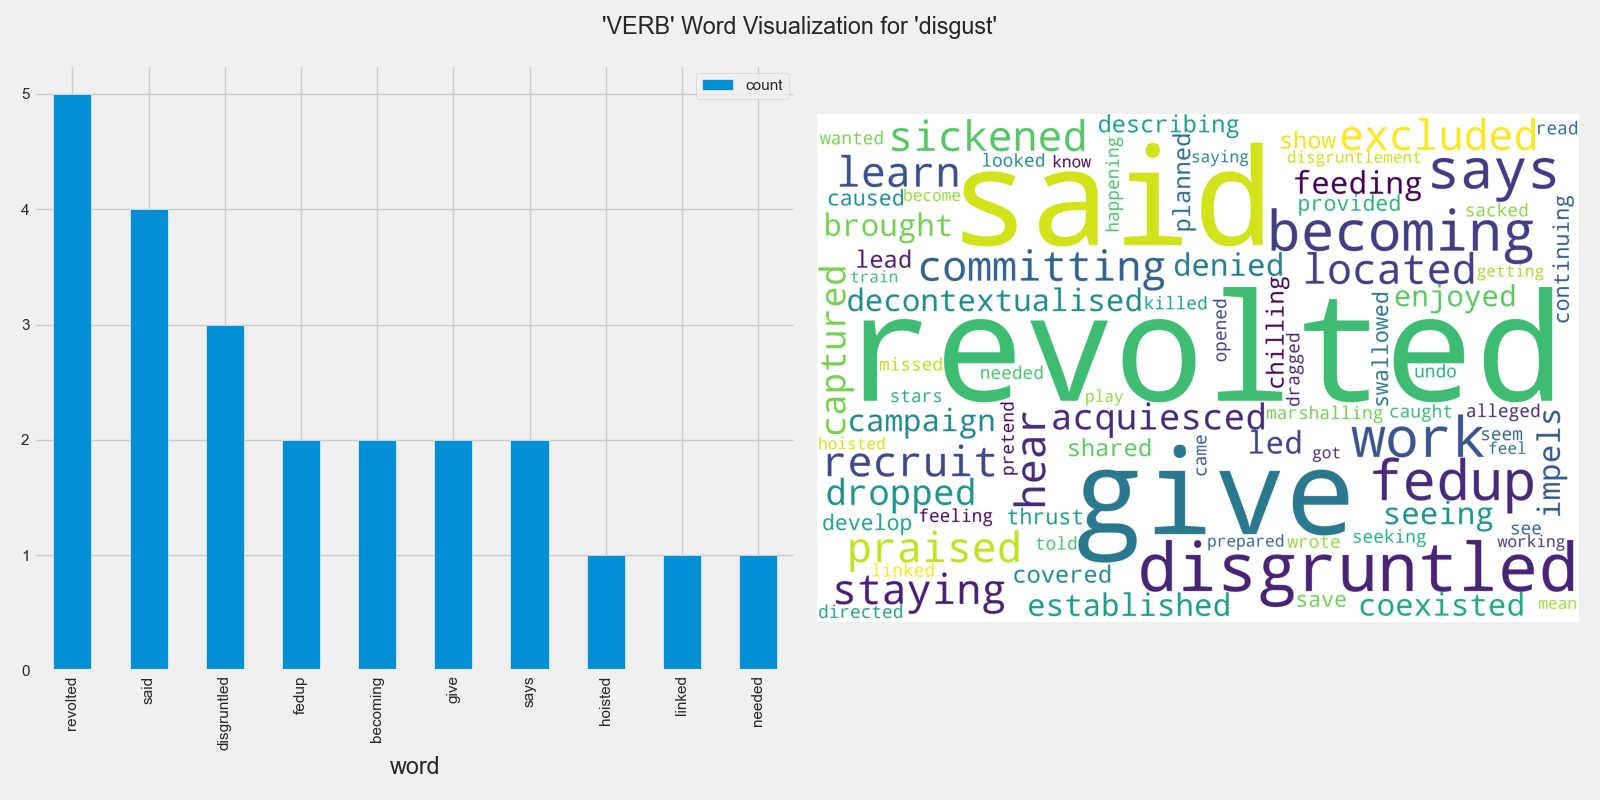 'VERB' Word Visualization for 'disgust'
count
5
4
3
2
1
0
revolted
said
disgruntled
fedup
becoming
give
says
hoisted
linked
needed
word
wanted
sickened
describing
show
excluded
read
learn
looked
know
happening
said
planned
saying
disgruntlement
says
caused
become
feeding
provided
sacked
brought
becoming
continuing
lead
committing
denied
located
getting
train
captured
decontextualised
killed
opened
chilling
enjoyed
swallowed
revolted
missed
needed
dragged
undo
stars
play
campaign
acquiesced
marshalling
caught
alleged
hoisted
pretend
hear
shared
came
led
got
work
seem
feel
impels
recruit
give
fedup
dropped
develop
feeling
thrust
seeing
see
praised
told
prepared
wrote
seeking
working
linked
covered
disgruntled
staying
directed
established
save
coexisted
mean